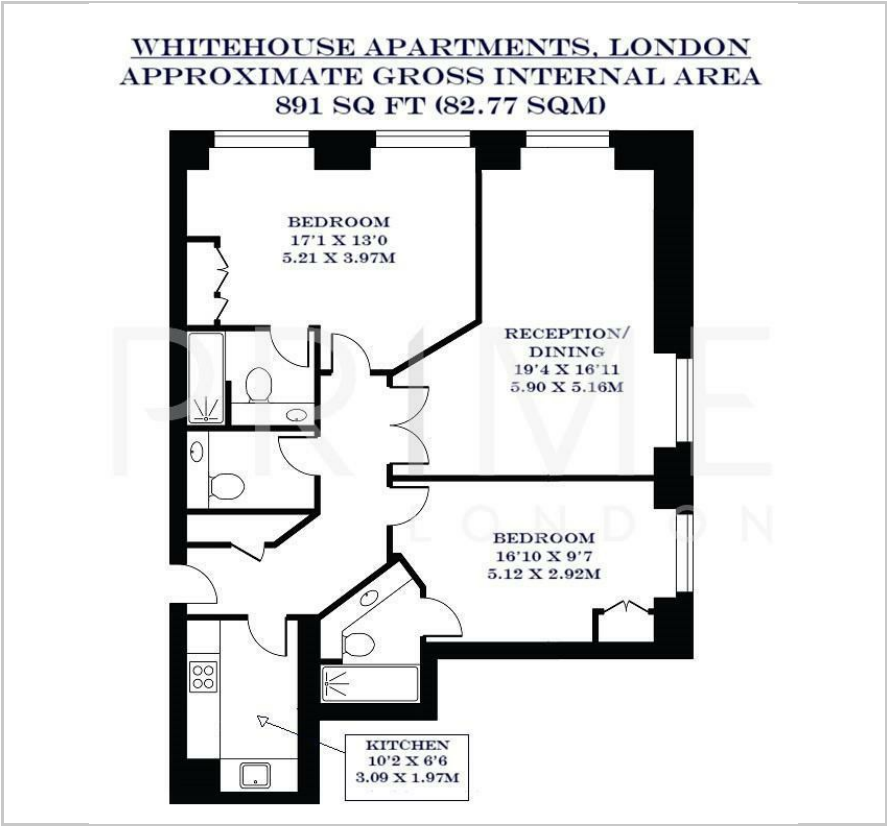 WHITEHOUSE APARTMENTS, LONDON
APPROXIMATE GROSS INTERNAL AREA
891 SQ FT (82.77 SQM)
BEDROOM
17'1 X 13'0
5.21 X 3.97M
RECEPTION/
DINING
19'4 X 16'11
5.90 X 5.16M
PRIME
LONDON
BEDROOM
16'10 X 9'7
5.12 X 2.92M
KITCHEN
10'2 X 6'6
3.09 X 1.97M